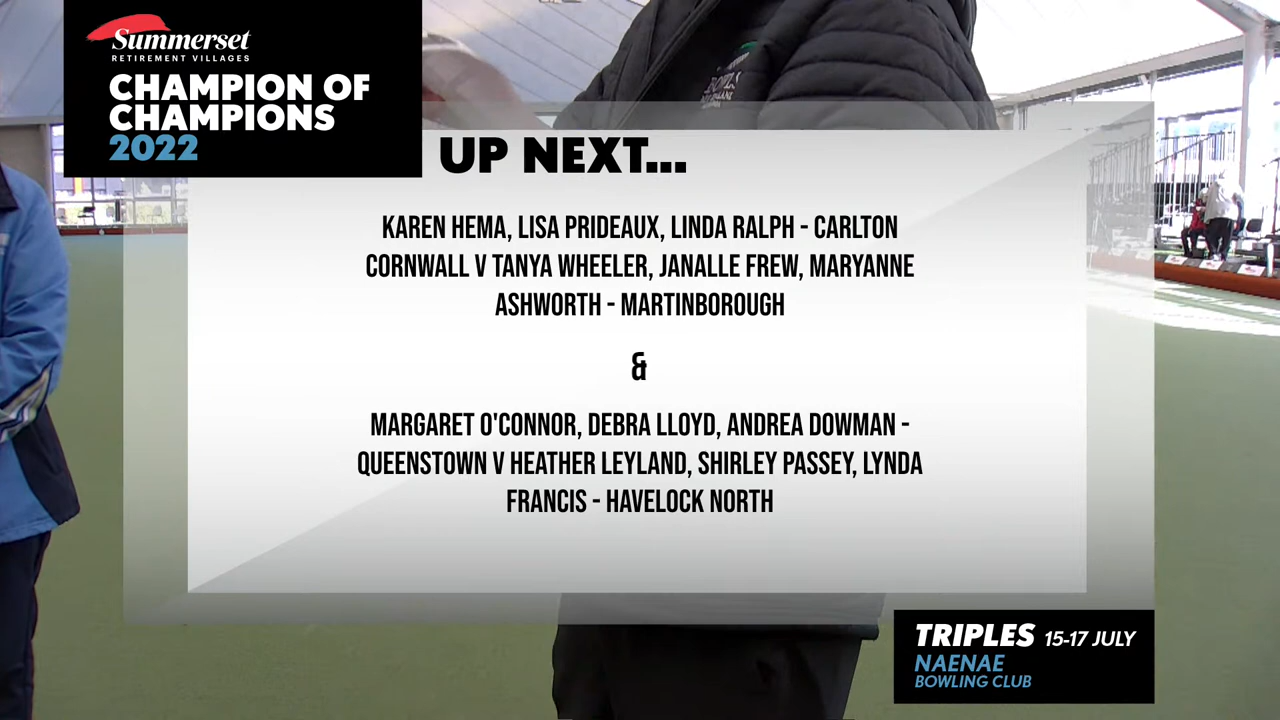 Summerset
RETIREMENT VILLAGES
CHAMPION OF
CHAMPIONS
2022
UP NEXT...
KAREN HEMA, LISA PRIDEAUX, LINDA RALPH - CARLTON
CORNWALL V TANYA WHEELER, JANALLE FREW, MARYANNE
ASHWORTH - MARTINBOROUGH
&
MARGARET O'CONNOR, DEBRA LLOYD, ANDREA DOWMAN -
QUEENSTOWN V HEATHER LEYLAND, SHIRLEY PASSEY, LYNDA
FRANCIS - HAVELOCK NORTH
TRIPLES 15-17 JULY
NAENAE
BOWLING CLUB